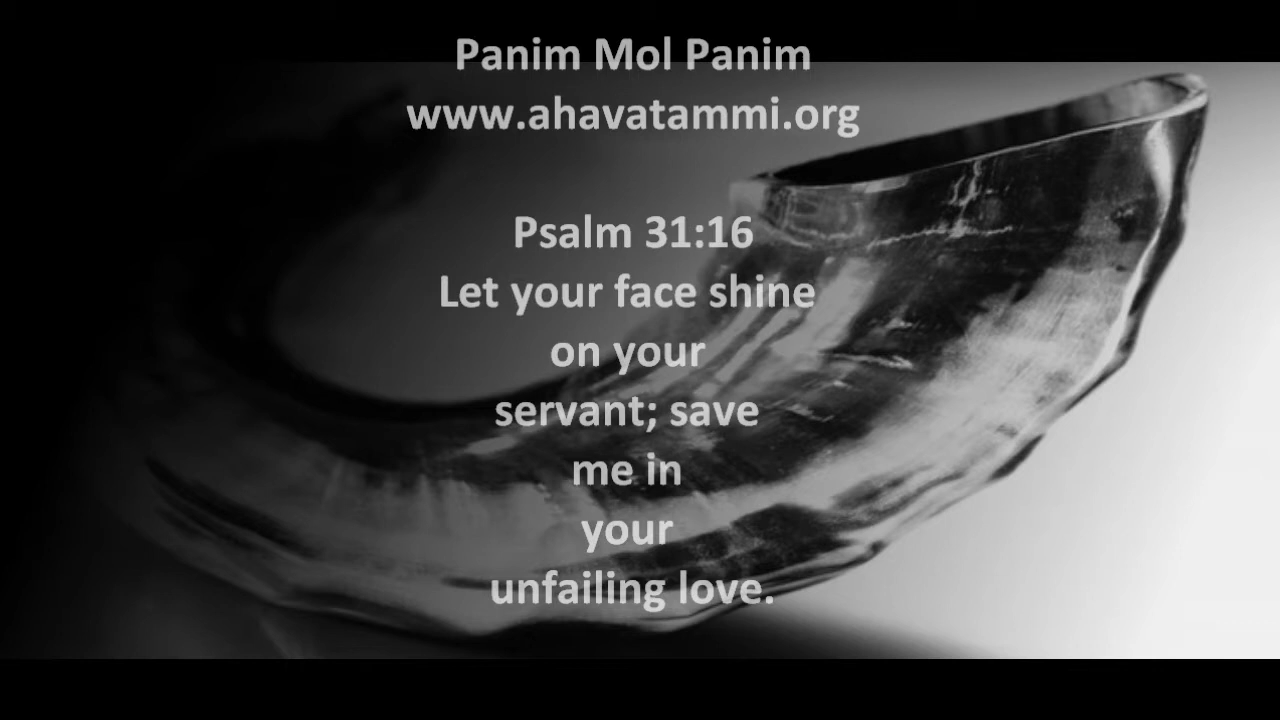 Panim Mol Panim
www.ahavatammi.org
Psalm 31:16
Let your face shine
on your
servant; save
me in
your
unfailing love.